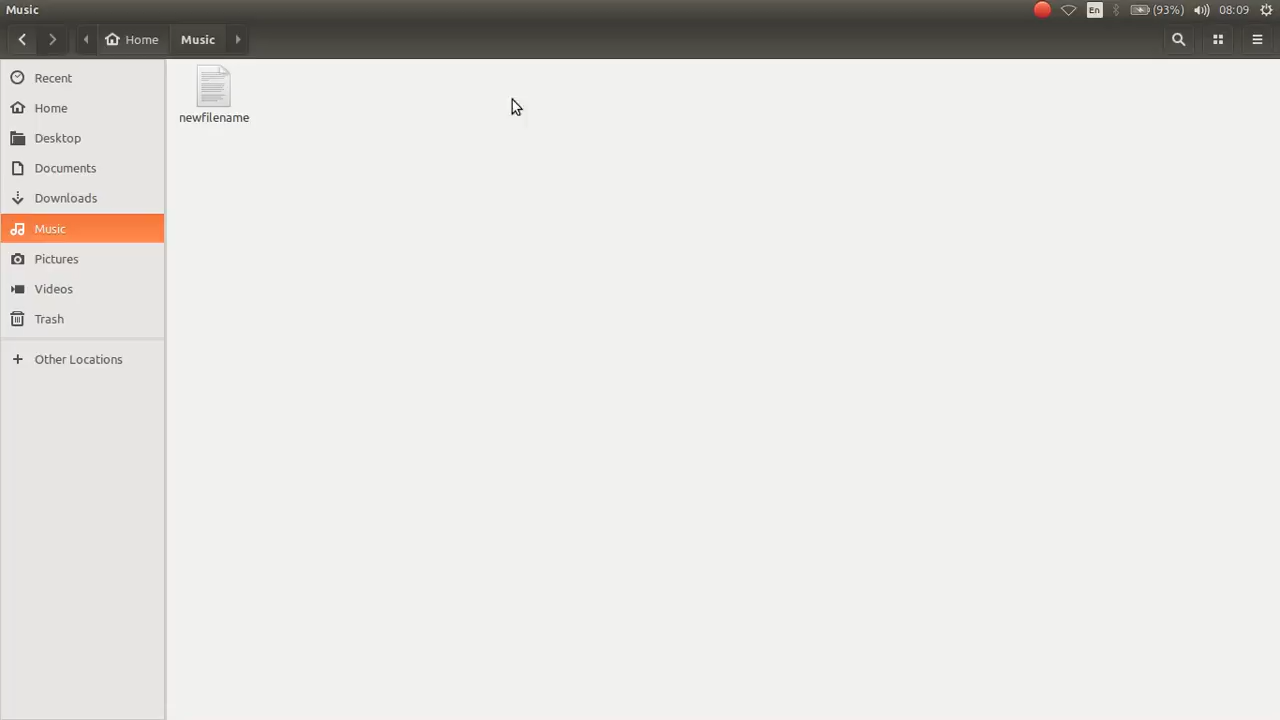 Music
En
(93%)
08:09
Home
Music
Recent
Home
Desktop
Documents
Downloads
Music
Pictures
Videos
Trash
Other Locations
newfilename